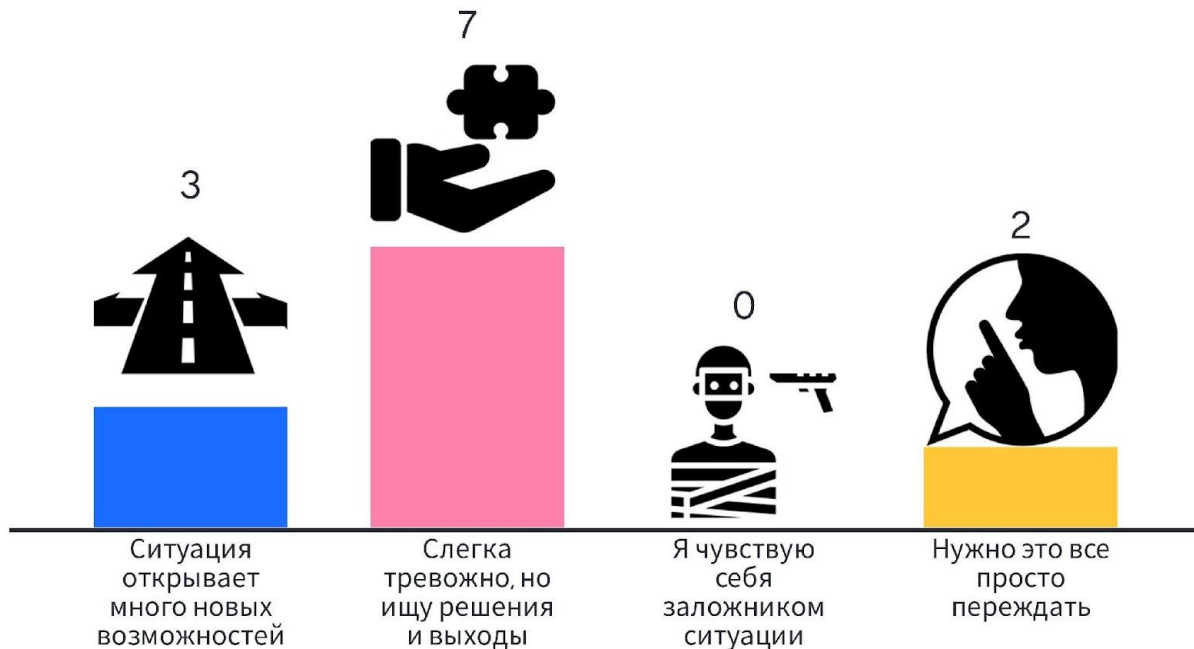 7
3
2
0
Ситуация
открывает
много новых
возможностей
Слегка
тревожно, но
ищу решения
и выходы
Я чувствую
себя
заложником
ситуации
Нужно это все
просто
переждать